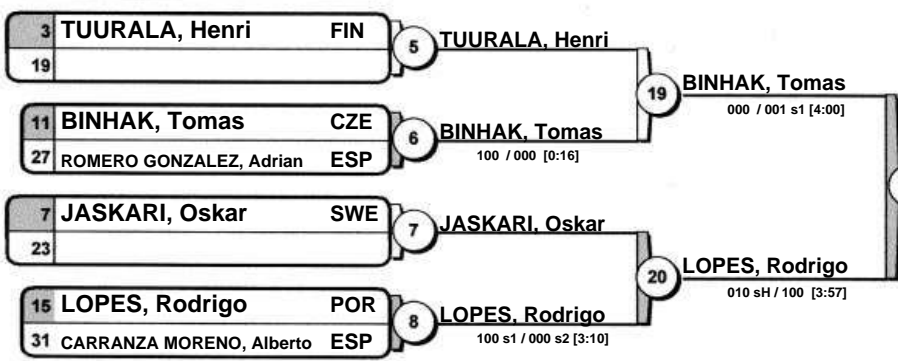 3 TUURALA, Henri FIN
19
5
TUURALA, Henri
11 BINHAK, Tomas CZE
27 ROMERO GONZALEZ, Adrian ESP
6
BINHAK, Tomas
100 / 000 [0:16]
19
BINHAK, Tomas
000 / 001 s1 [4:00]
7 JASKARI, Oskar SWE
23
7
JASKARI, Oskar
15 LOPES, Rodrigo POR
31 CARRANZA MORENO, Alberto ESP
8
LOPES, Rodrigo
100 s1 / 000 s2 [3:10]
20
LOPES, Rodrigo
010 sH / 100 [3:57]